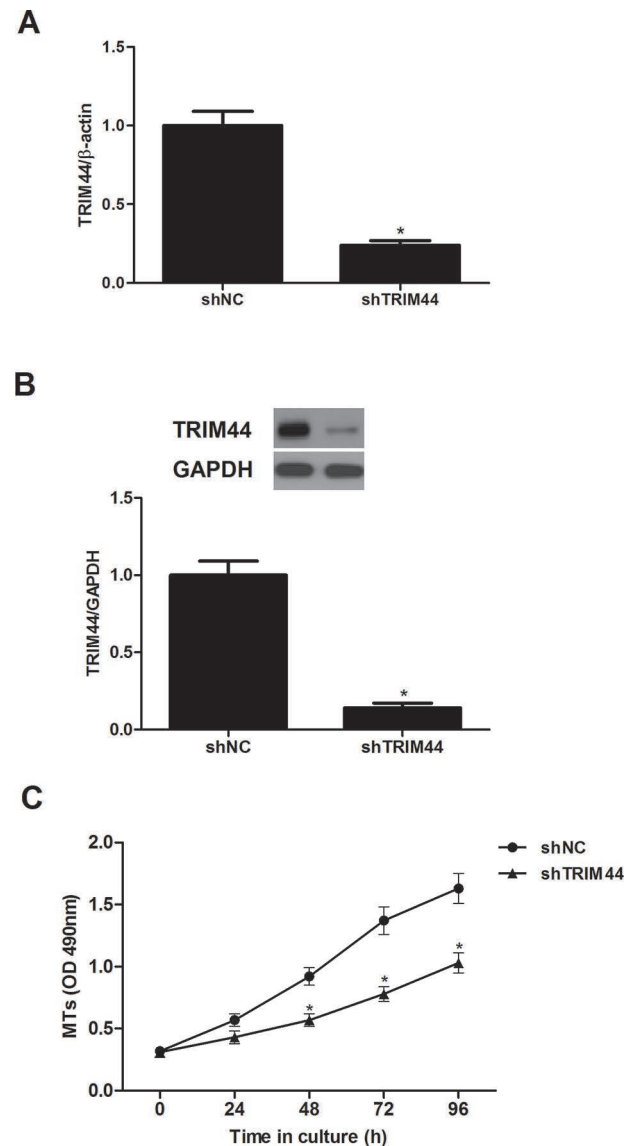 A
1.5
1.0
0.5
0.0
TRIM44/β-actin
*
shNC shTRIM44
B
TRIM44
GAPDH
1.5
1.0
0.5
0.0
TRIM44/GAPDH
*
shNC shTRIM44
C
2.0
1.5
1.0
0.5
0.0
MTs (OD 490nm)
shNC
shTRIM44
* * *
0 24 48 72 96
Time in culture (h)